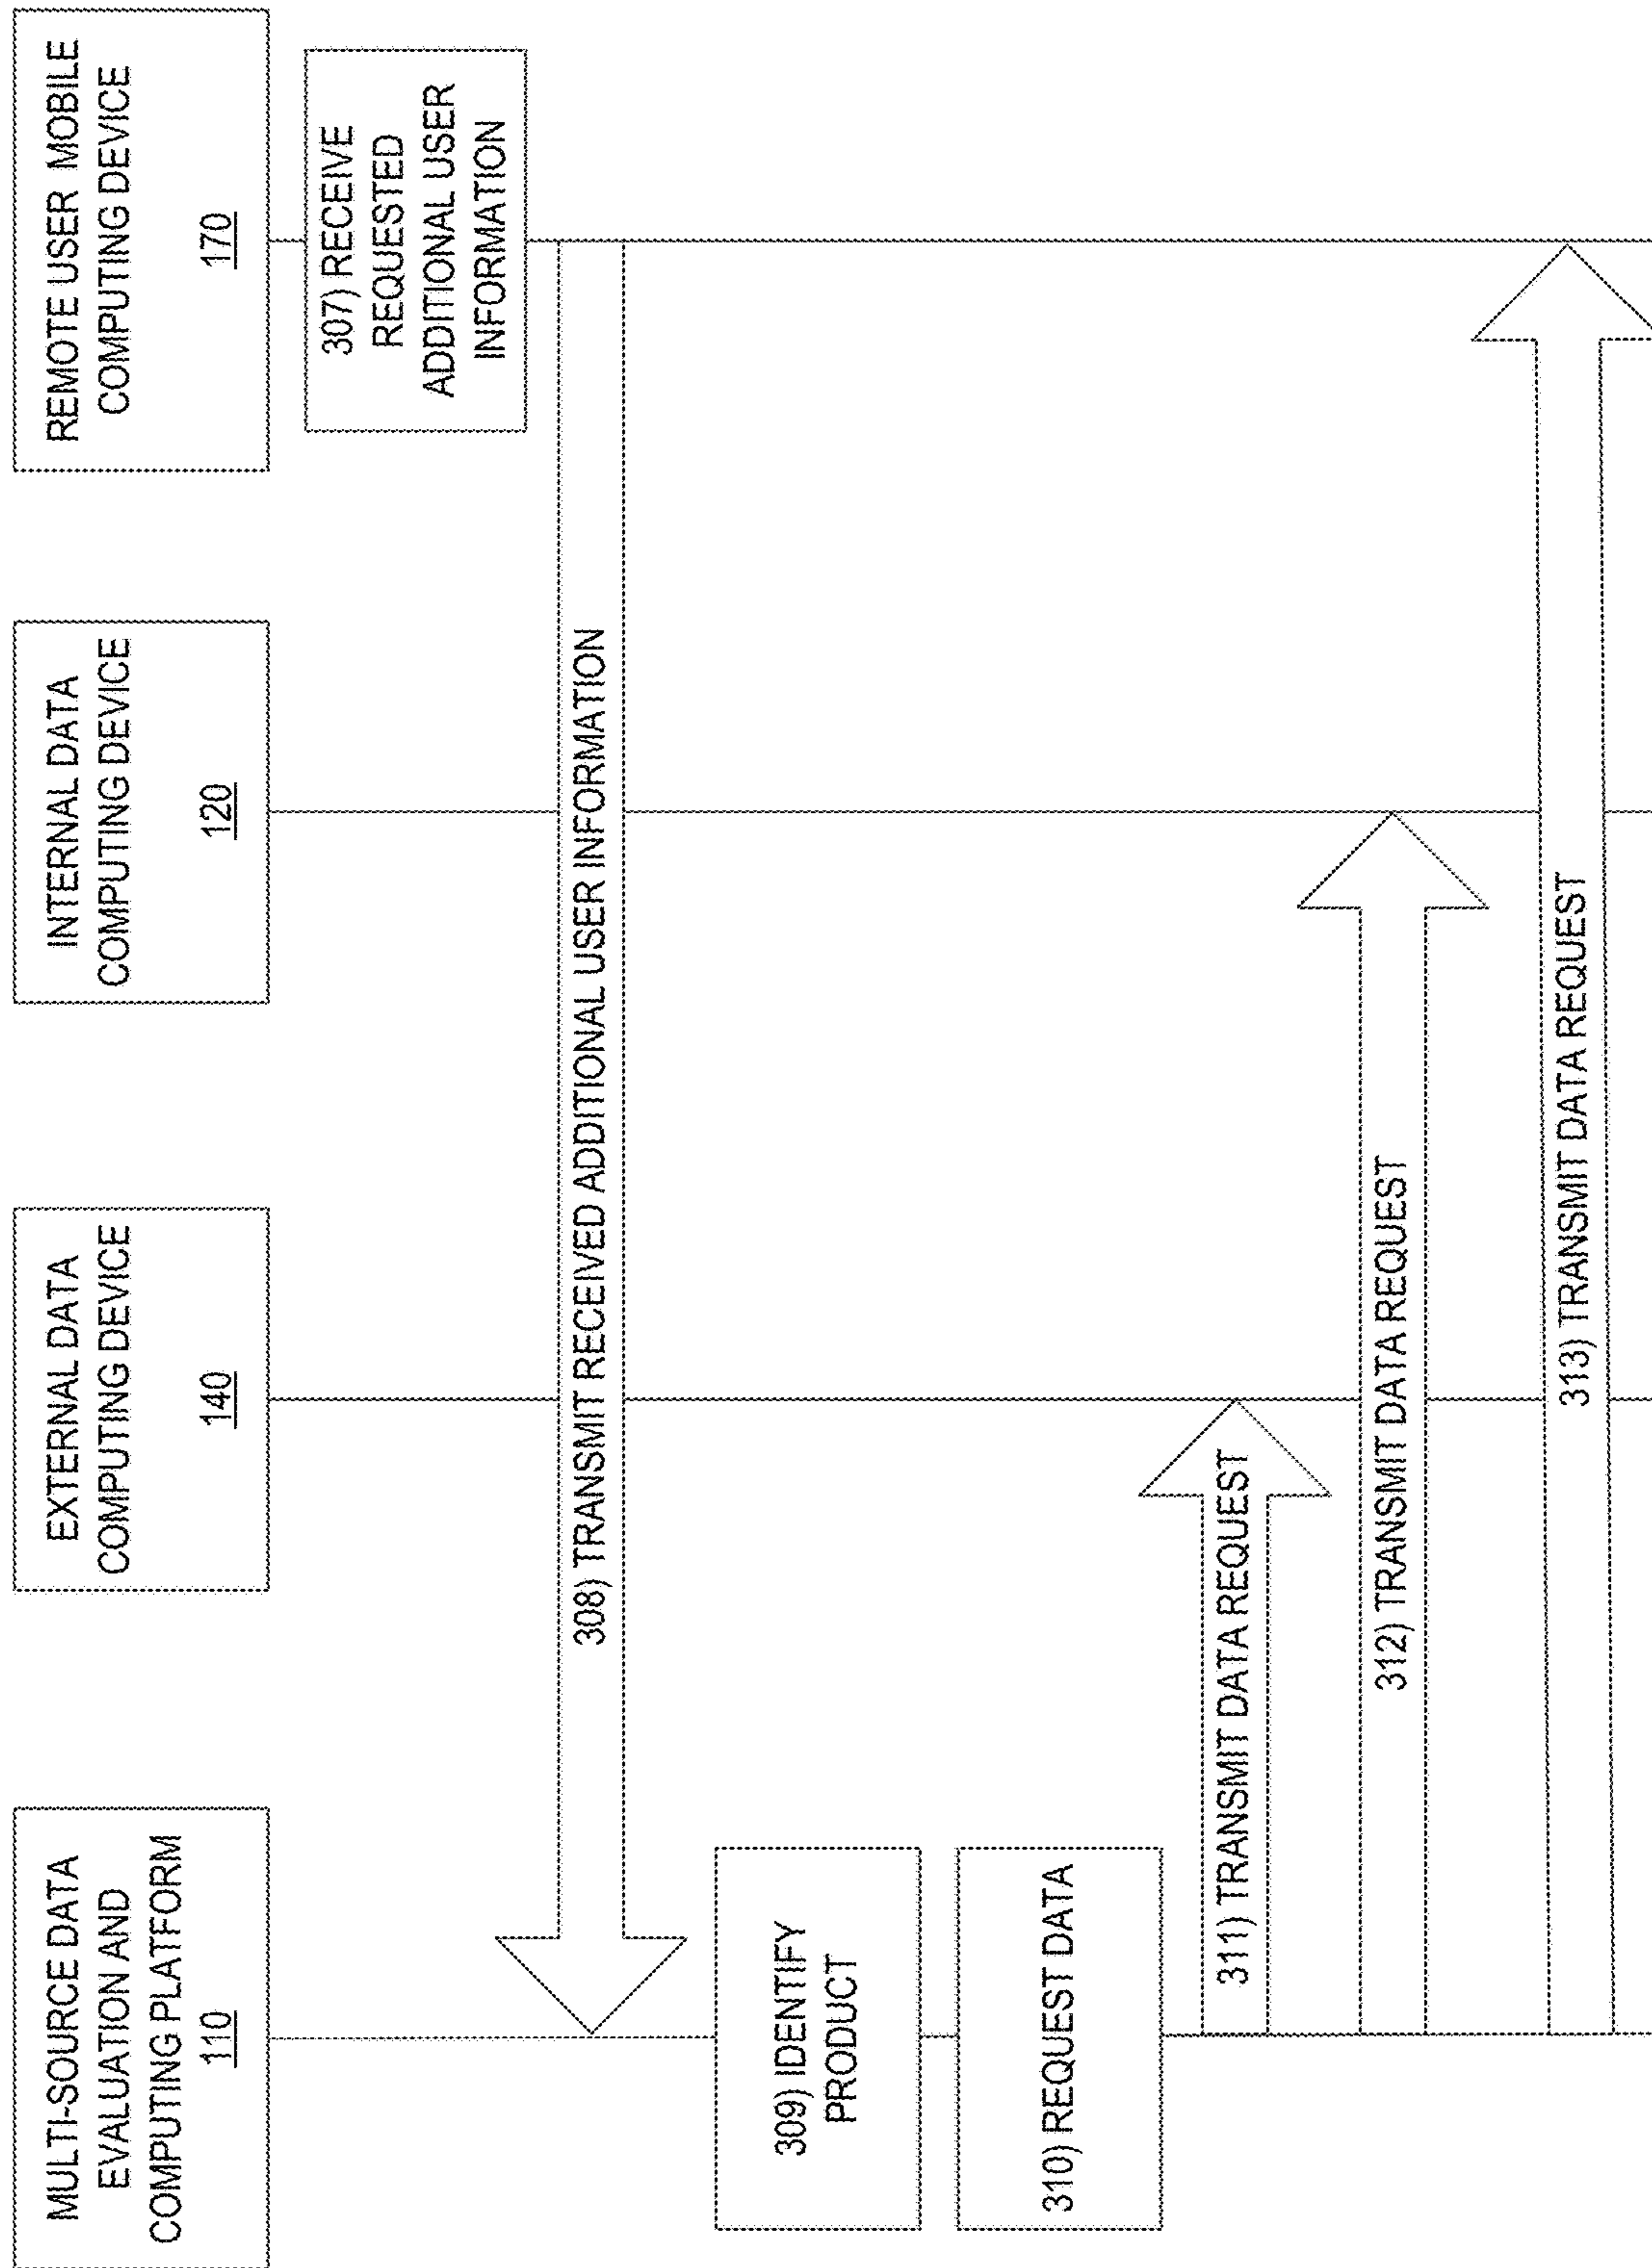 MULTI-SOURCE DATA
EVALUATION AND
COMPUTING PLATFORM
110
EXTERNAL DATA
COMPUTING DEVICE
140
INTERNAL DATA
COMPUTING DEVICE
120
REMOTE USER MOBILE
COMPUTING DEVICE
170
307) RECEIVE
REQUESTED
ADDITIONAL USER
INFORMATION
308) TRANSMIT RECEIVED ADDITIONAL USER INFORMATION
309) IDENTIFY
PRODUCT
310) REQUEST DATA
311) TRANSMIT DATA REQUEST
312) TRANSMIT DATA REQUEST
313) TRANSMIT DATA REQUEST